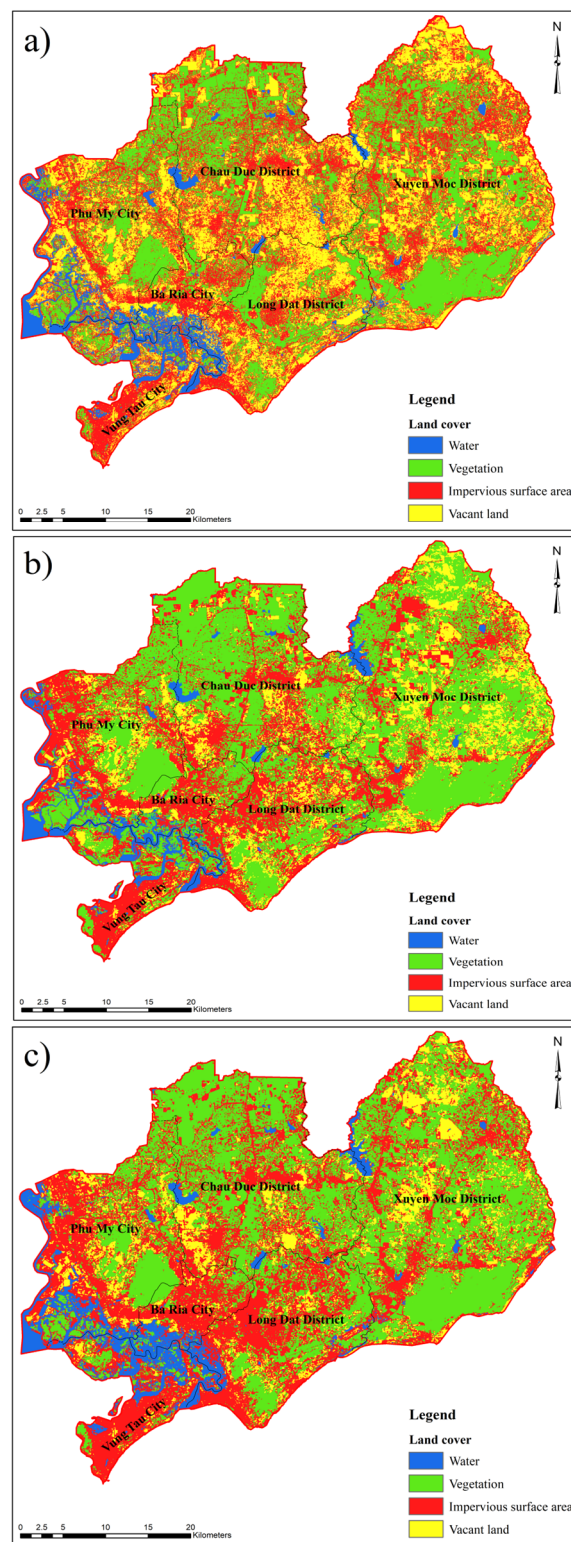 a)
N
Chau Duc District
Xuyen Moc District
Phu My City
Ba Ria City
Long Dat District
Vung Tau City
Legend
Land cover
Water
Vegetation
Impervious surface area
Vacant land
0 2.5 5 10 15 20
Kilometers
b)
N
Chau Duc District
Xuyen Moc District
Phu My City
Ba Ria City
Long Dat District
Vung Tau City
Legend
Land cover
Water
Vegetation
Impervious surface area
Vacant land
0 2.5 5 10 15 20
Kilometers
c)
N
Chau Duc District
Xuyen Moc District
Phu My City
Ba Ria City
Long Dat District
Vung Tau City
Legend
Land cover
Water
Vegetation
Impervious surface area
Vacant land
0 2.5 5 10 15 20
Kilometers